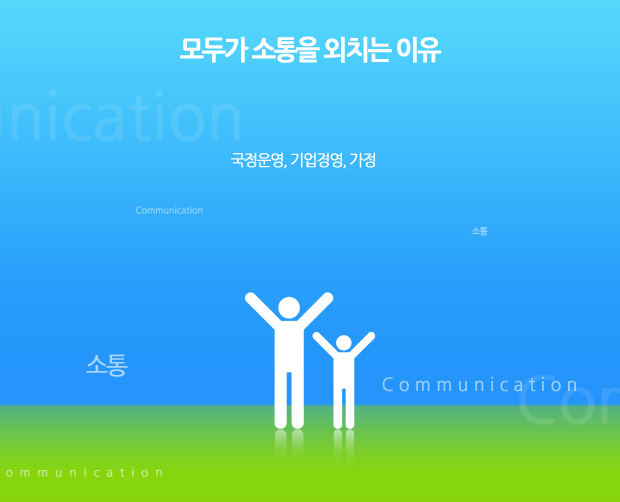 모두가 소통을 외치는 이유
nication
국정운영, 기업경영, 가정
Communication
소통
소통
Communication
Con
ommunication